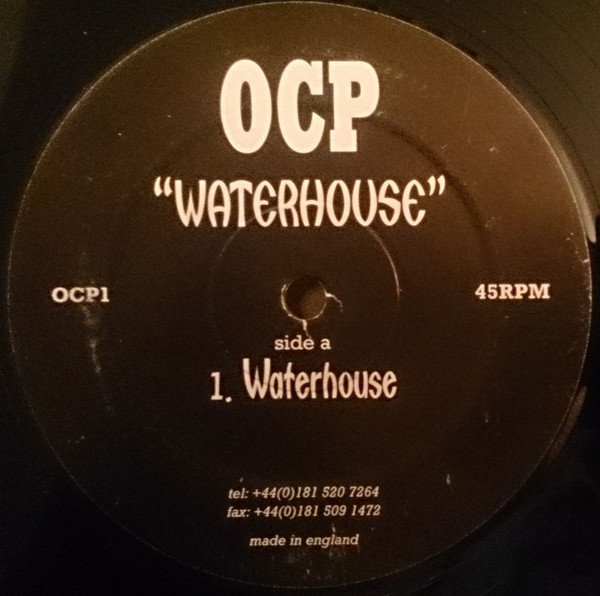 OCP
“WATERHOUSE”
OCP1
45RPM
side a
1. Waterhouse
tel: +44(0)181 520 7264
fax: +44(0)181 509 1472
made in england